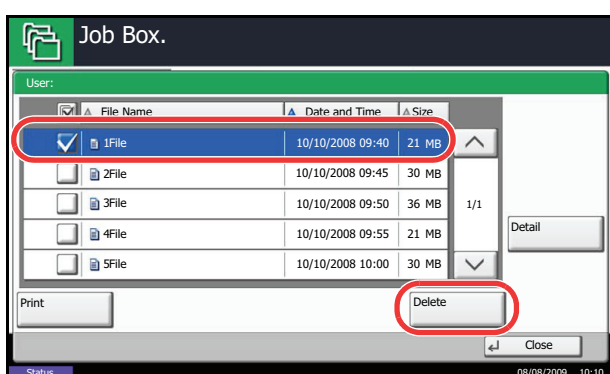 Job Box.
User:
File Name Date and Time Size
1File 10/10/2008 09:40 21 MB
2File 10/10/2008 09:45 30 MB
3File 10/10/2008 09:50 36 MB
1/1
4File 10/10/2008 09:55 21 MB
Detail
5File 10/10/2008 10:00 30 MB
Print Delete
Close
Status 08/08/2009 10:10